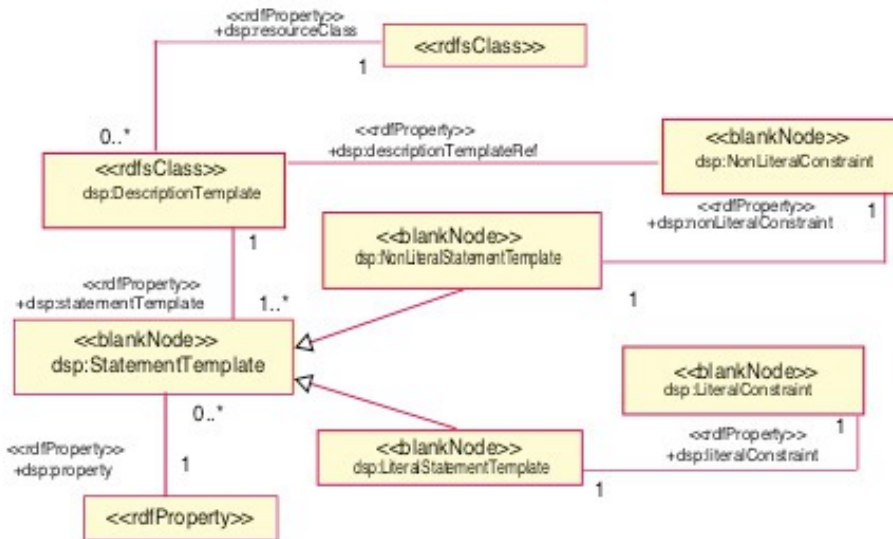 <<rdfProperty>>
+dsp:resourceClass
<<rdfsClass>>
1
0..*
<<rdfProperty>>
+dsp:descriptionTemplateRef
<<blankNode>>
dsp:NonLiteralConstraint
<<rdfsClass>>
dsp:DescriptionTemplate
<<rdfProperty>>
+dsp:nonLiteralConstraint
1
1
<<blankNode>>
dsp:NonLiteralStatementTemplate
<<rdfProperty>>
+dsp:statementTemplate
1..*
1
<<blankNode>>
dsp:StatementTemplate
<<blankNode>>
dsp:LiteralConstraint
0..*
1
<<rdfProperty>>
+dsp:property
1
<<blankNode>>
dsp:LiteralStatementTemplate
<<rdfProperty>>
+dsp:literalConstraint
1
<<rdfProperty>>